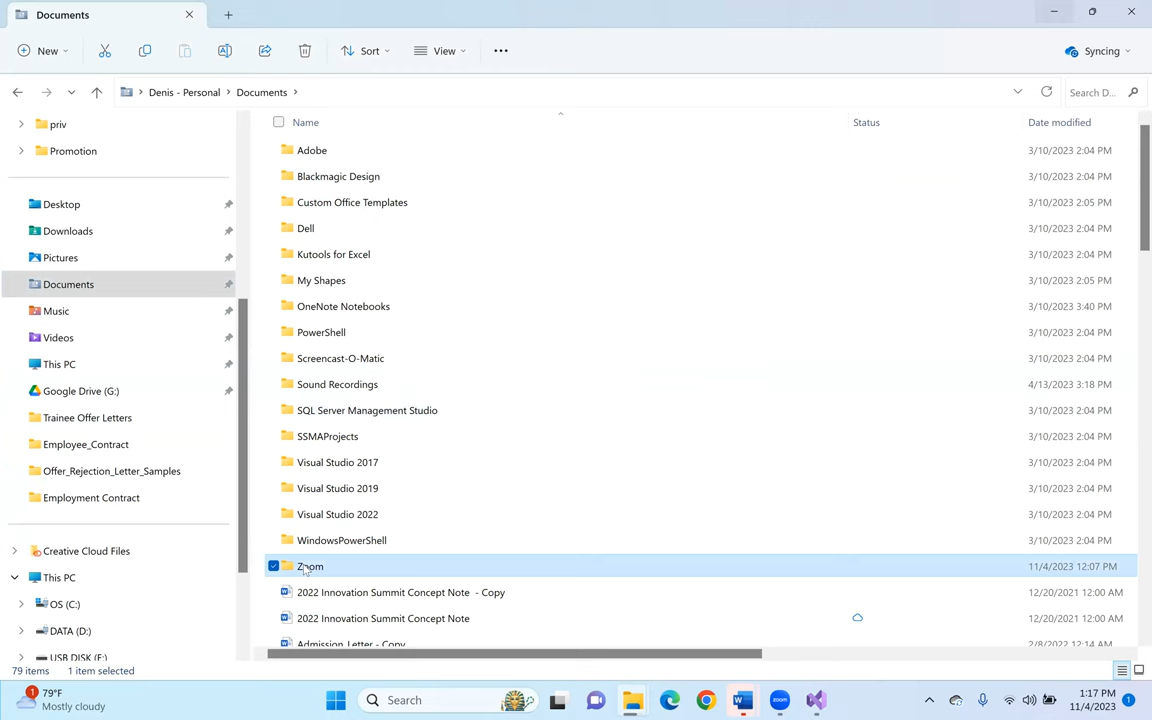 Documents
New
Sort
View
Syncing
Denis - Personal
Documents
Search D...
priv
Promotion
Desktop
Downloads
Pictures
Documents
Music
Videos
This PC
Google Drive (G:)
Trainee Offer Letters
Employee_Contract
Offer_Rejection_Letter_Samples
Employment Contract
Creative Cloud Files
This PC
OS (C:)
DATA (D:)
USB DISK (E:)
Name Status Date modified
Adobe 3/10/2023 2:04 PM
Blackmagic Design 3/10/2023 2:04 PM
Custom Office Templates 3/10/2023 2:05 PM
Dell 3/10/2023 2:04 PM
Kutools for Excel 3/10/2023 2:04 PM
My Shapes 3/10/2023 2:05 PM
OneNote Notebooks 3/10/2023 3:40 PM
PowerShell 3/10/2023 2:04 PM
Screencast-O-Matic 3/10/2023 2:04 PM
Sound Recordings 4/13/2023 3:18 PM
SQL Server Management Studio 3/10/2023 2:04 PM
SSMAProjects 3/10/2023 2:04 PM
Visual Studio 2017 3/10/2023 2:04 PM
Visual Studio 2019 3/10/2023 2:04 PM
Visual Studio 2022 3/10/2023 2:04 PM
WindowsPowerShell 3/10/2023 2:04 PM
Zoom 11/4/2023 12:07 PM
2022 Innovation Summit Concept Note - Copy 12/20/2021 12:00 AM
2022 Innovation Summit Concept Note 12/20/2021 12:00 AM
Admission_Letter - Copy 2/8/2022 12:14 AM
79 items 1 item selected
1
79°F
Mostly cloudy
Search
zoom
1:17 PM
11/4/2023
1